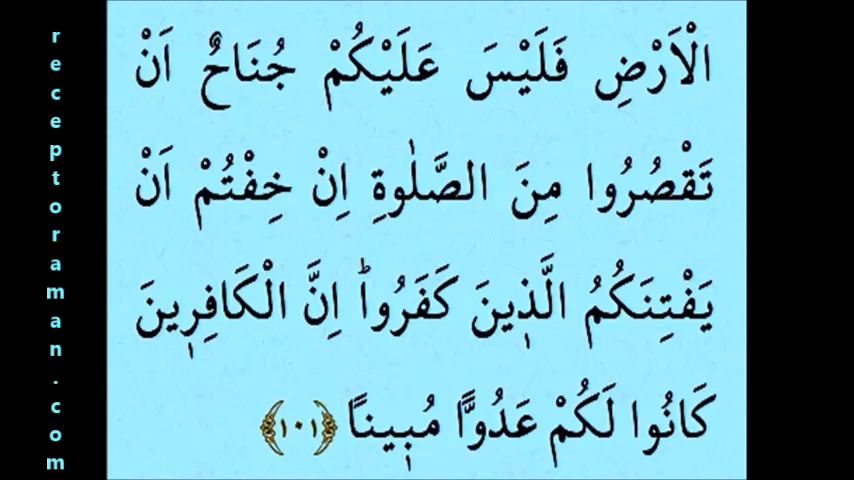 الْاَرْضِ فَلَيْسَ عَلَيْكُمْ جُنَاحٌ اَنْ
تَقْصُرُوا مِنَ الصَّلٰوةِ اِنْ خِفْتُمْ اَنْ
يَفْتِنَكُمُ الَّذ۪ينَ كَفَرُواۜ اِنَّ الْكَافِر۪ينَ
كَانُوا لَكُمْ عَدُوًّا مُب۪ينًا ﴿١٠١﴾
receptoraman.com